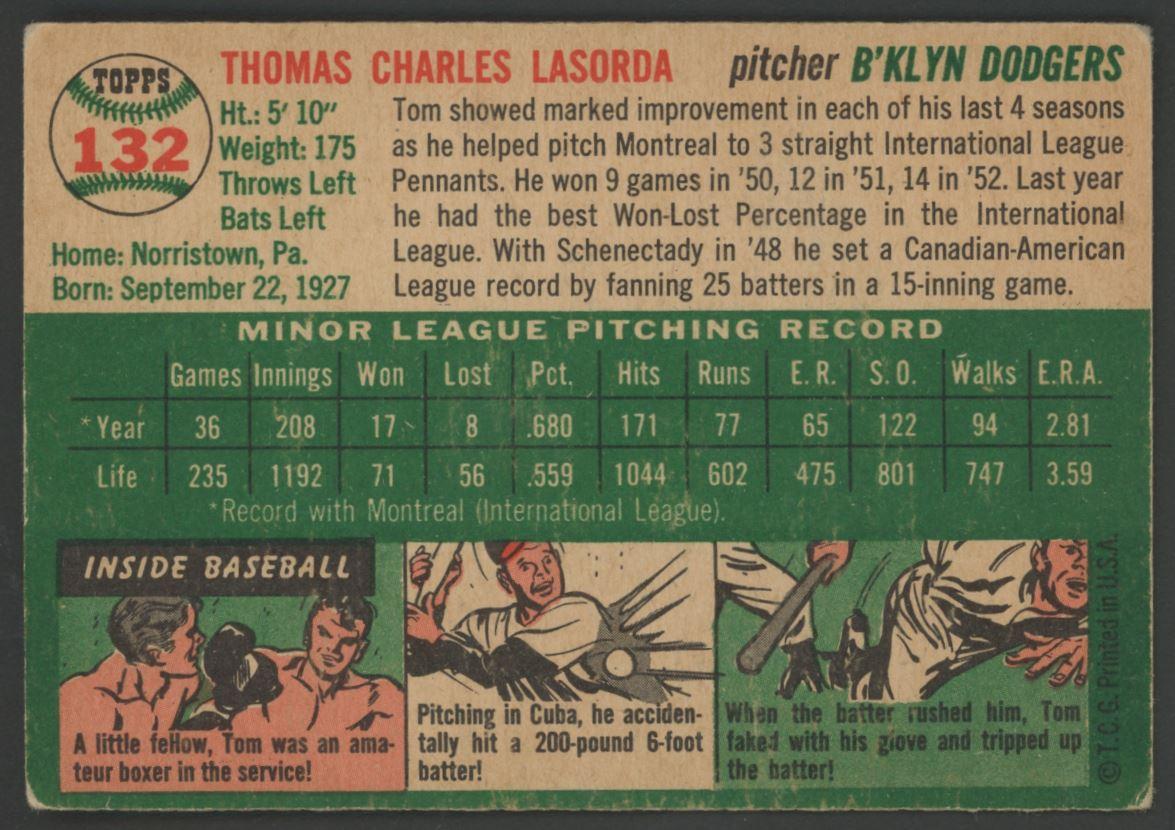 TOPPS
132
THOMAS CHARLES LASORDA pitcher B'KLYN DODGERS
Ht.: 5' 10"
Weight: 175
Throws Left
Bats Left
Home: Norristown, Pa.
Born: September 22, 1927
Tom showed marked improvement in each of his last 4 seasons
as he helped pitch Montreal to 3 straight International League
Pennants. He won 9 games in '50, 12 in '51, 14 in '52. Last year
he had the best Won-Lost Percentage in the International
League. With Schenectady in '48 he set a Canadian-American
League record by fanning 25 batters in a 15-inning game.
MINOR LEAGUE PITCHING RECORD
Games Innings Won Lost Pct. Hits Runs E. R. S. O. Walks E.R.A.
*Year 36 208 17 8 .680 171 77 65 122 94 2.81
Life 235 1192 71 56 .559 1044 602 475 801 747 3.59
*Record with Montreal (International League).
INSIDE BASEBALL
A little fellow, Tom was an ama-
teur boxer in the service!
Pitching in Cuba, he acciden-
tally hit a 200-pound 6-foot
batter!
When the batter rushed him, Tom
faked with his glove and tripped up
the batter!
© T. C. G. Printed in U.S.A.